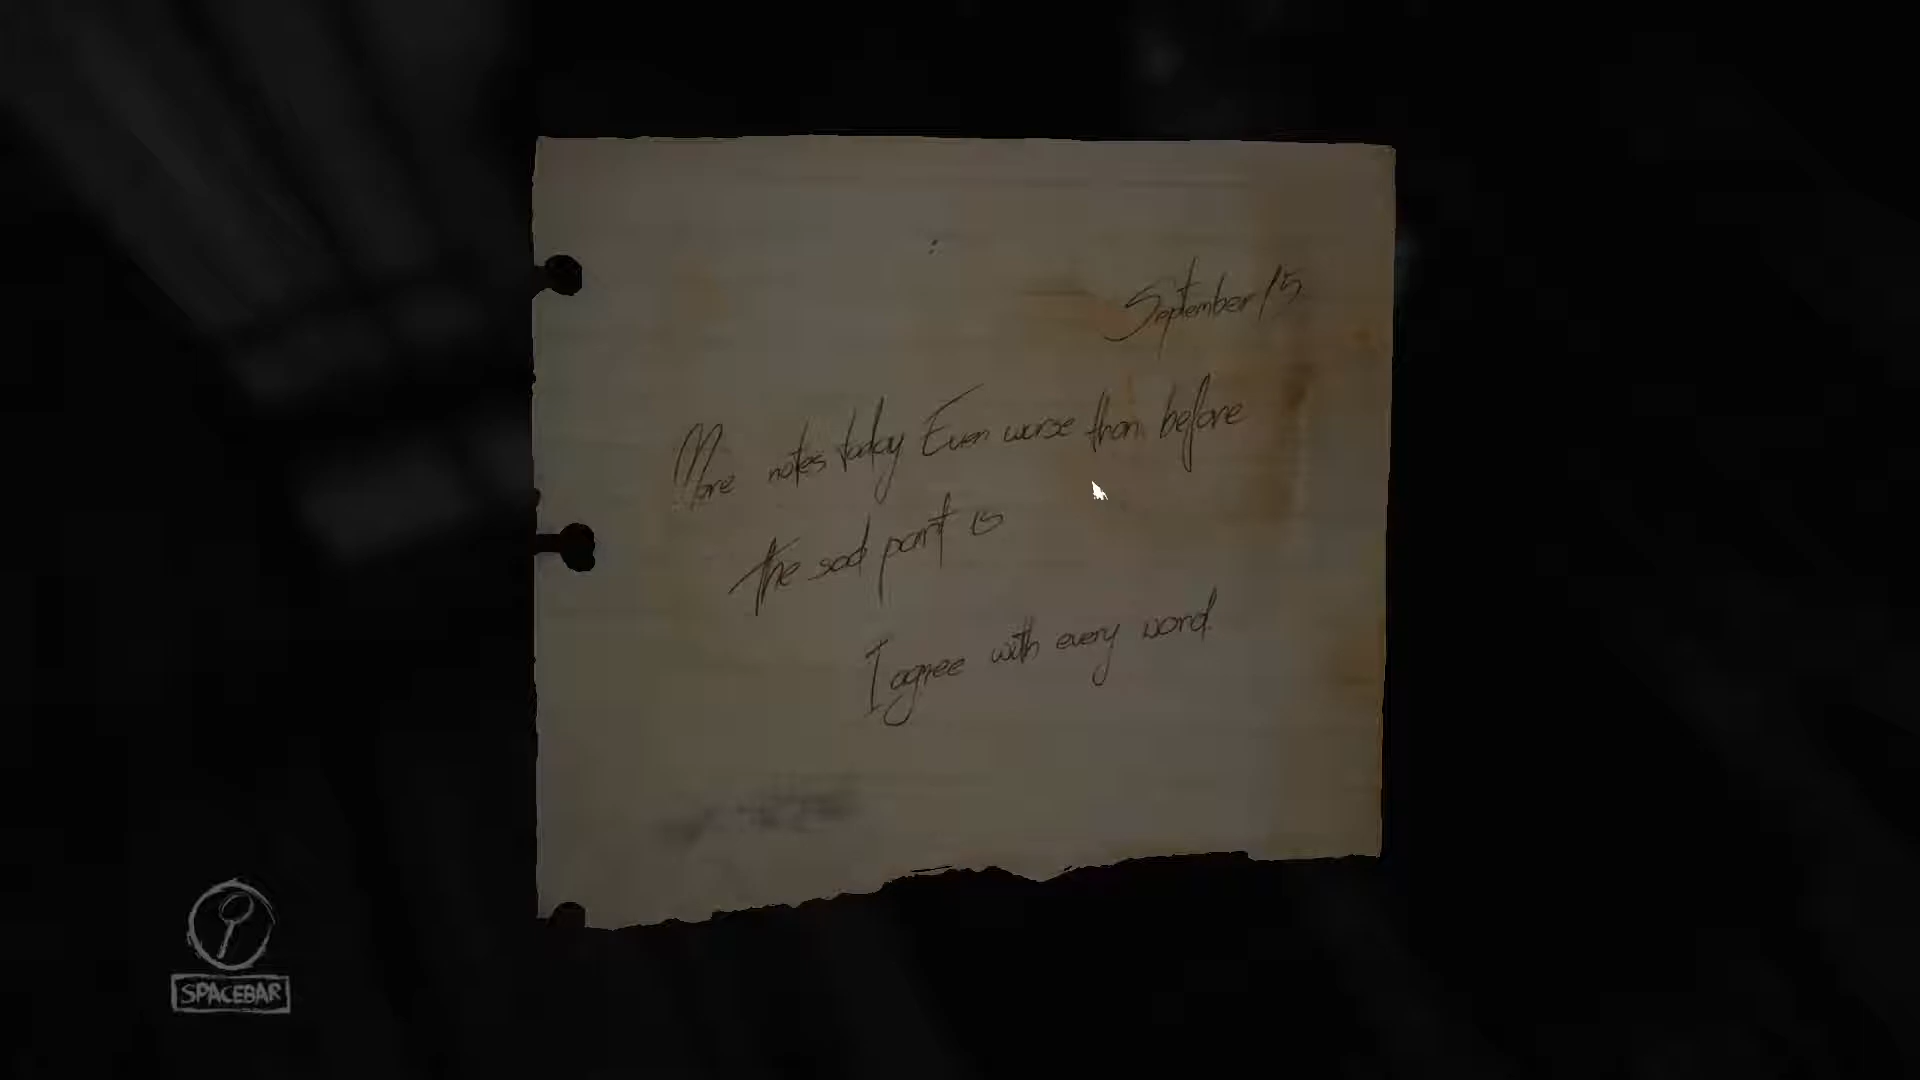 September 15
More notes today Even worse than before
the sad part is
I agree with every word.
SPACEBAR